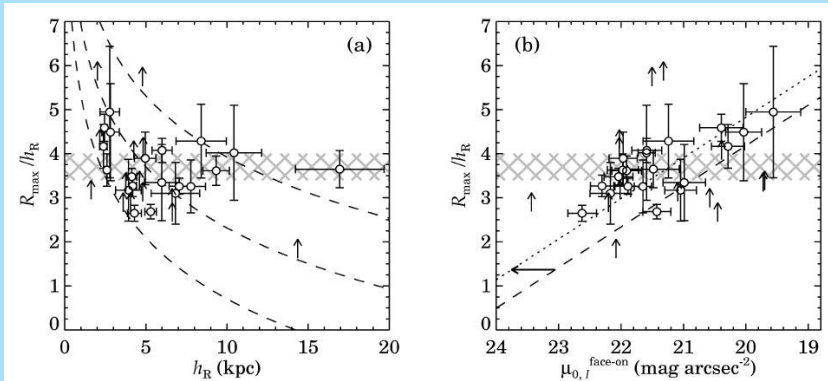 (a)
(b)
R_max/h_R
7
6
5
4
3
2
1
0
0 5 10 15 20
h_R (kpc)
R_max/h_R
7
6
5
4
3
2
1
0
24 23 22 21 20 19
μ_0,I^face-on (mag arcsec^-2)